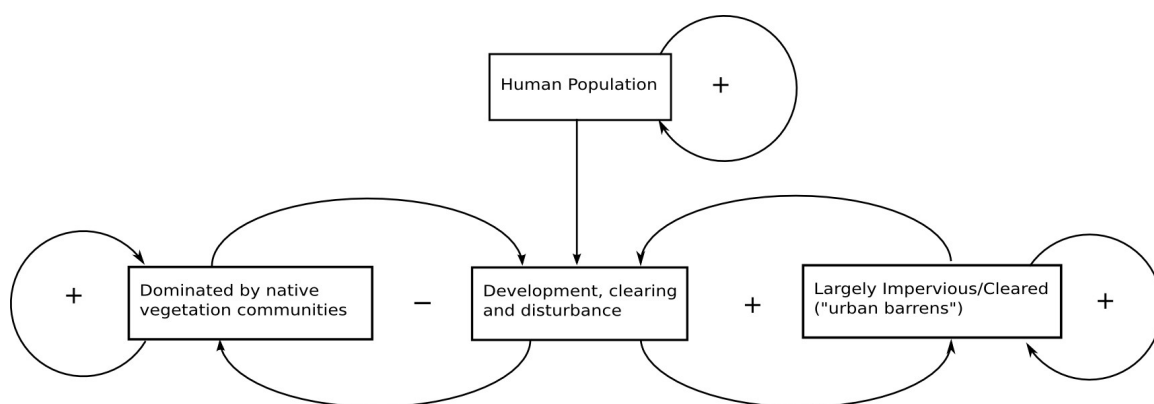 Human Population
+
Dominated by native
vegetation communities
+
−
Development, clearing
and disturbance
+
Largely Impervious/Cleared
("urban barrens")
+